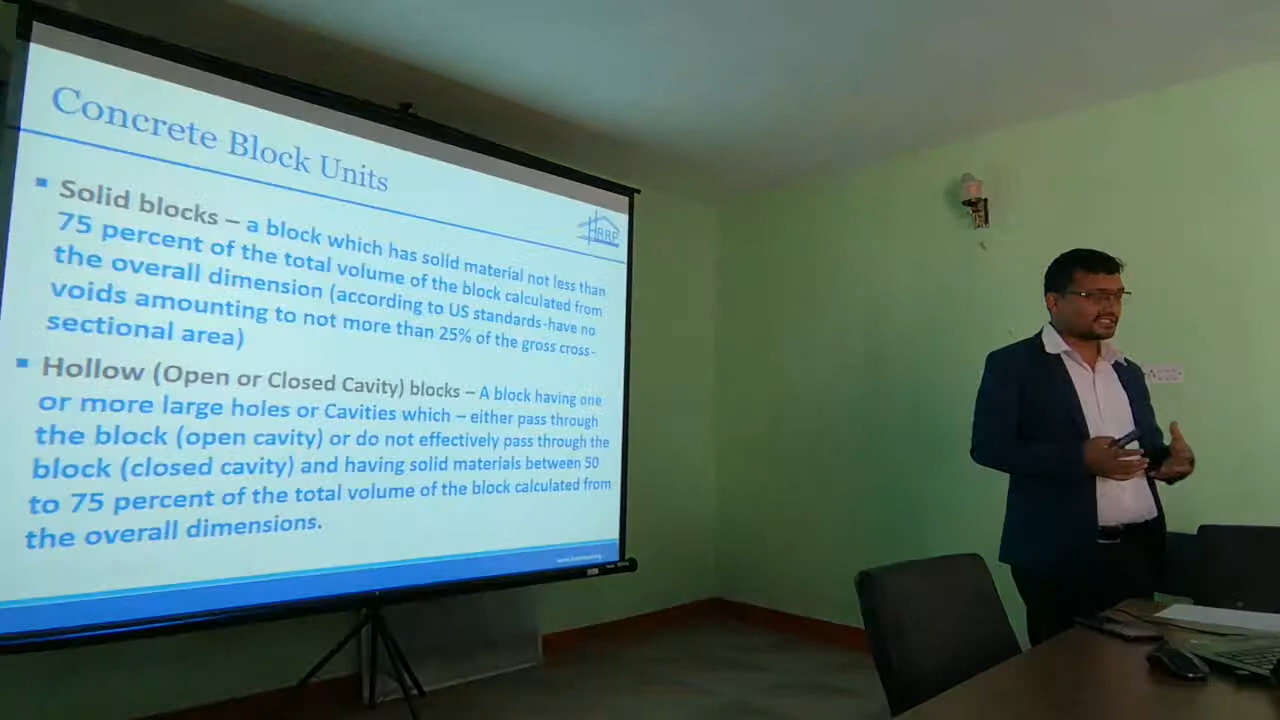 Concrete Block Units
HRRP
▪ Solid blocks – a block which has solid material not less than
75 percent of the total volume of the block calculated from
the overall dimension (according to US standards-have no
voids amounting to not more than 25% of the gross cross-
sectional area)
▪ Hollow (Open or Closed Cavity) blocks – A block having one
or more large holes or Cavities which – either pass through
the block (open cavity) or do not effectively pass through the
block (closed cavity) and having solid materials between 50
to 75 percent of the total volume of the block calculated from
the overall dimensions.